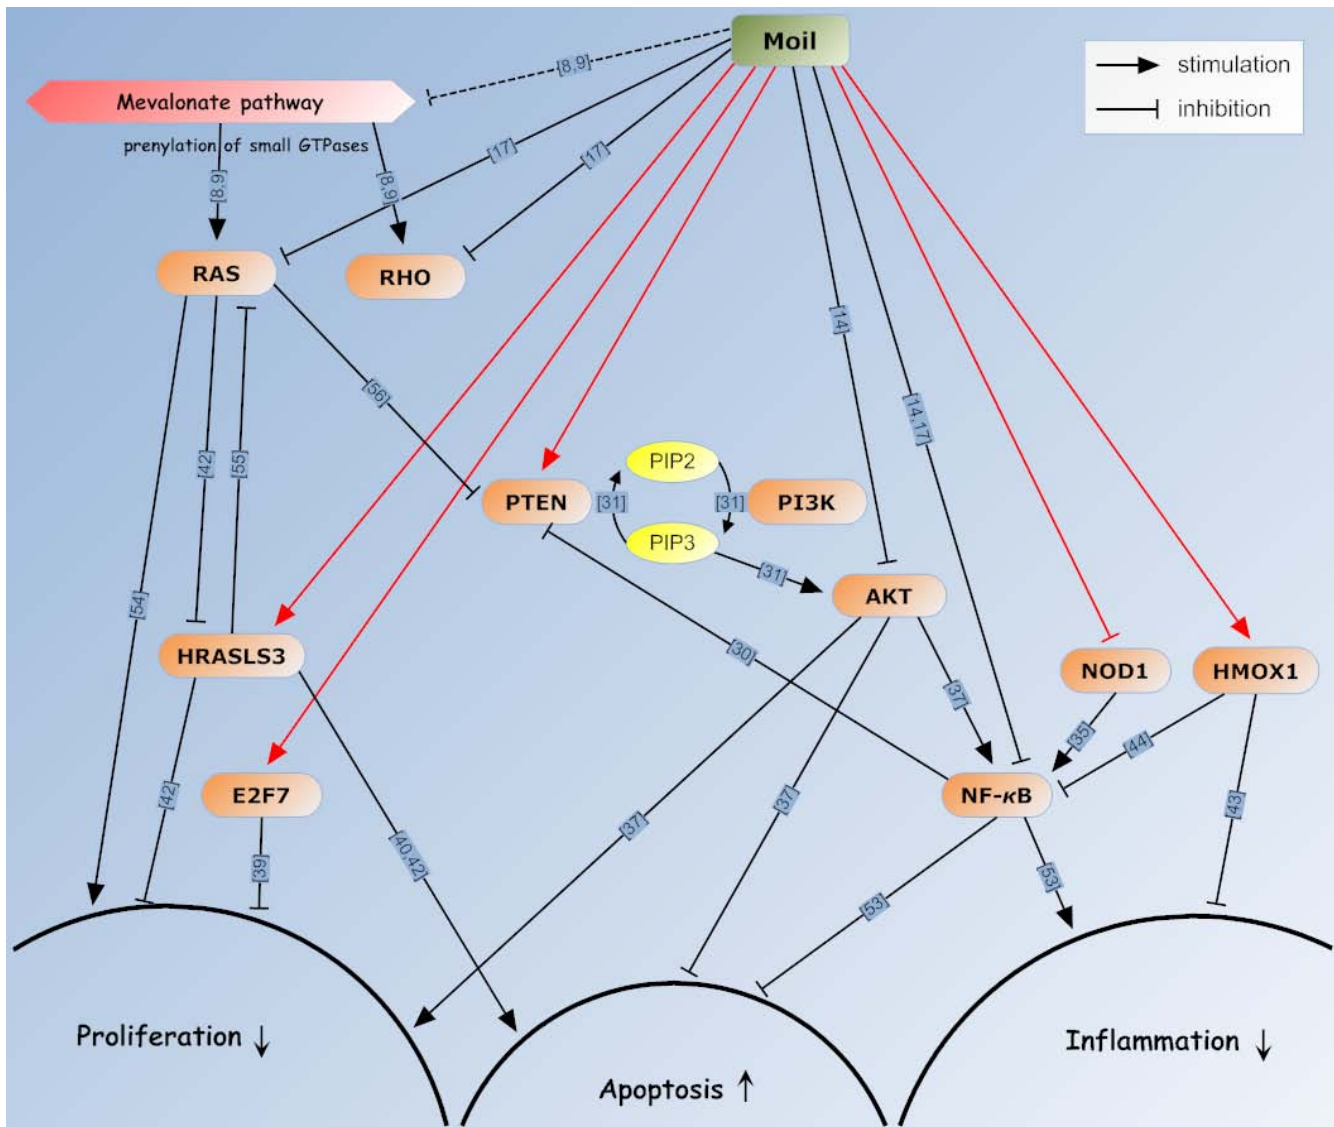 Moil
stimulation
inhibition
[8,9]
Mevalonate pathway
prenylation of small GTPases
[17]
[17]
[8,9]
[8,9]
RAS
RHO
[14]
[56]
[14,17]
[42]
[55]
PIP2
PTEN
[31]
[31]
PI3K
PIP3
[31]
AKT
[54]
[30]
HRASLS3
NOD1
HMOX1
[37]
[35]
[44]
E2F7
NF-κB
[42]
[37]
[37]
[43]
[39]
[40,42]
[53]
[53]
Proliferation ↓
Apoptosis ↑
Inflammation ↓